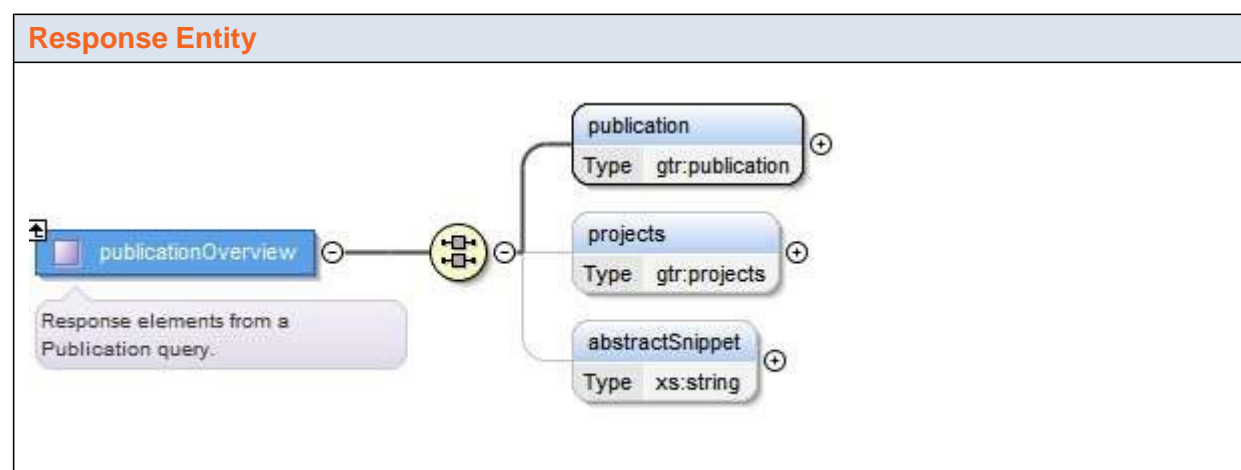 Response Entity
publication
Type gtr:publication
projects
Type gtr:projects
publicationOverview
Response elements from a
Publication query.
abstractSnippet
Type xs:string